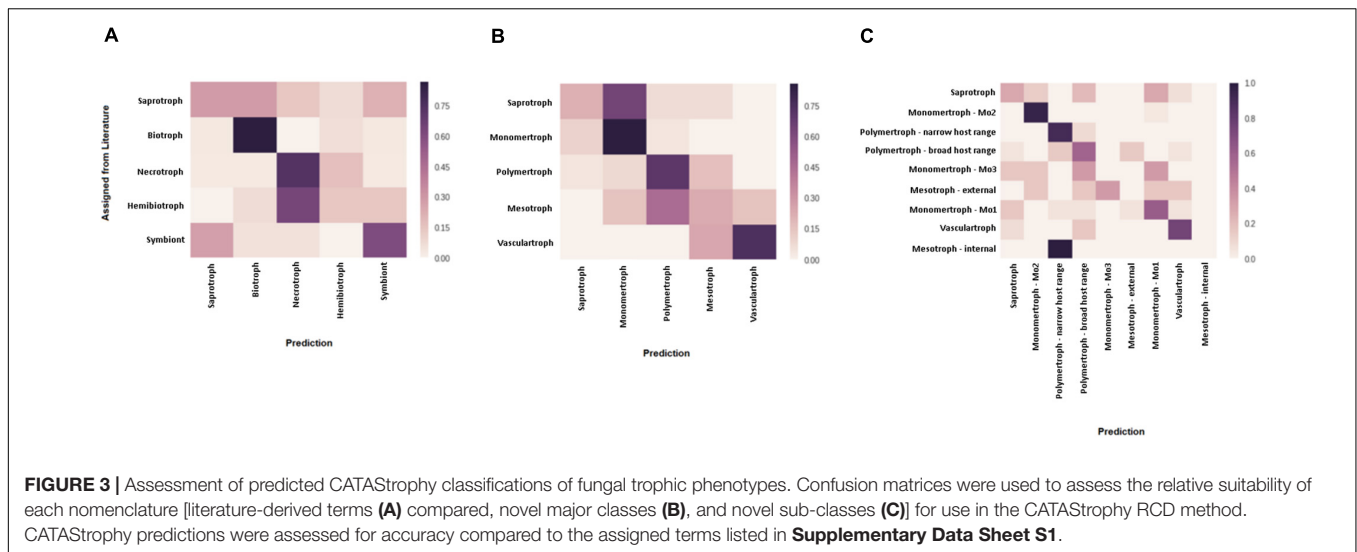 A
Assigned from Literature
Saprotroph
Biotroph
Necrotroph
Hemibiotroph
Symbiont
Saprotroph
Biotroph
Necrotroph
Hemibiotroph
Symbiont
Prediction
0.75
0.60
0.45
0.30
0.15
0.00
B
Saprotroph
Monomertroph
Polymertroph
Mesotroph
Vasculartroph
Saprotroph
Monomertroph
Polymertroph
Mesotroph
Vasculartroph
Prediction
0.75
0.60
0.45
0.30
0.15
0.00
C
Saprotroph
Monomertroph - Mo2
Polymertroph - narrow host range
Polymertroph - broad host range
Monomertroph - Mo3
Mesotroph - external
Monomertroph - Mo1
Vasculartroph
Mesotroph - internal
Saprotroph
Monomertroph - Mo2
Polymertroph - narrow host range
Polymertroph - broad host range
Monomertroph - Mo3
Mesotroph - external
Monomertroph - Mo1
Vasculartroph
Mesotroph - internal
Prediction
1.0
0.8
0.6
0.4
0.2
0.0
FIGURE 3 | Assessment of predicted CATAStrophy classifications of fungal trophic phenotypes. Confusion matrices were used to assess the relative suitability of
each nomenclature [literature-derived terms (A) compared, novel major classes (B), and novel sub-classes (C)] for use in the CATAStrophy RCD method.
CATAStrophy predictions were assessed for accuracy compared to the assigned terms listed in Supplementary Data Sheet S1.